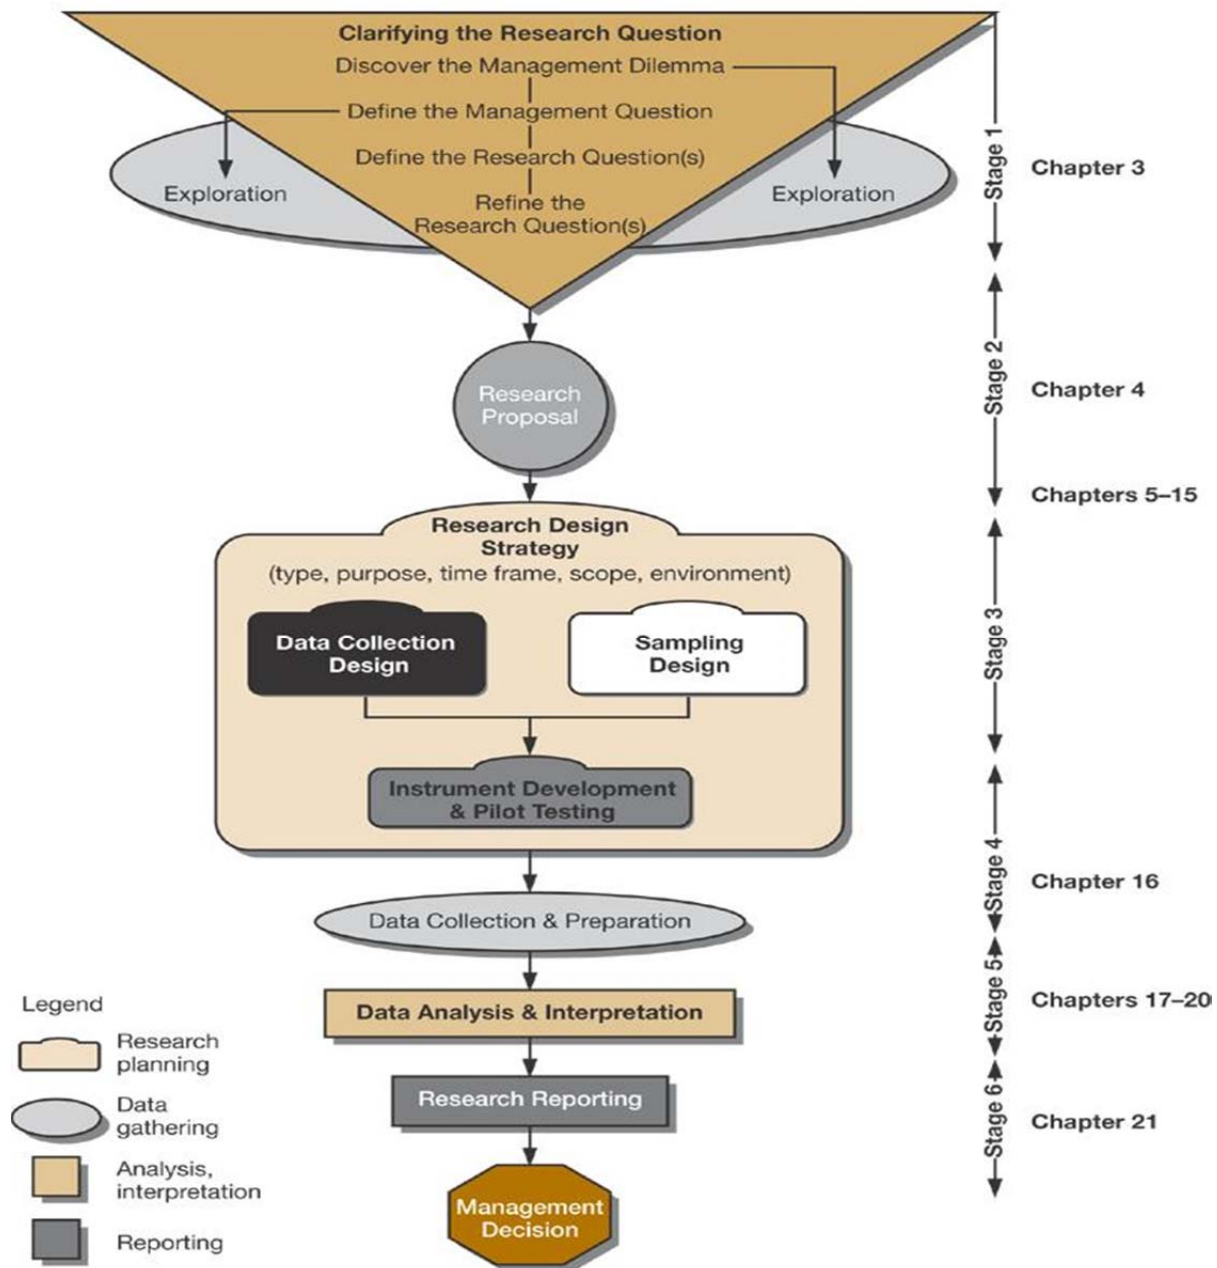 Clarifying the Research Question
Discover the Management Dilemma
Define the Management Question
Define the Research Question(s)
Exploration
Exploration
Refine the
Research Question(s)
Stage 1
Chapter 3
Research
Proposal
Stage 2
Chapter 4
Chapters 5–15
Research Design
Strategy
(type, purpose, time frame, scope, environment)
Data Collection
Design
Sampling
Design
Stage 3
Instrument Development
& Pilot Testing
Stage 4
Chapter 16
Data Collection & Preparation
Data Analysis & Interpretation
Stage 5
Chapters 17–20
Research Reporting
Stage 6
Chapter 21
Management
Decision
Legend
Research
planning
Data
gathering
Analysis,
interpretation
Reporting